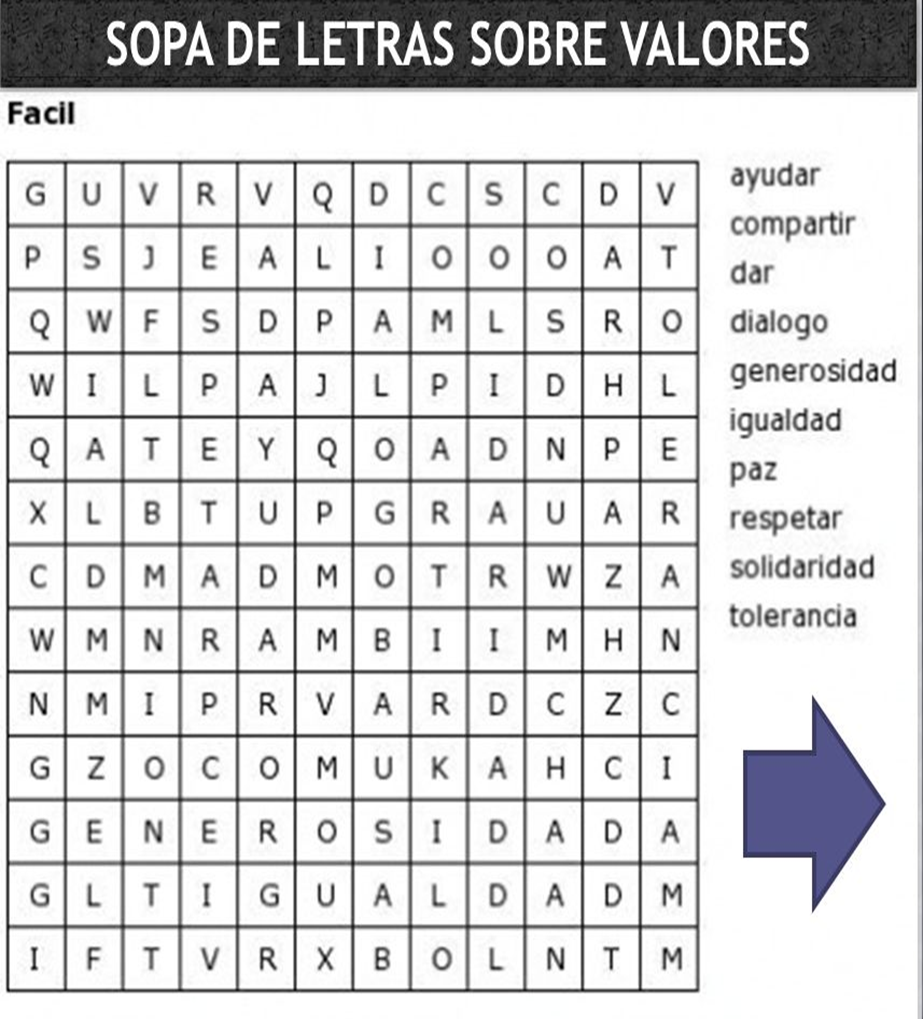 SOPA DE LETRAS SOBRE VALORES
Facil
G U V R V Q D C S C D V
P S J E A L I O O O A T
Q W F S D P A M L S R O
W I L P A J L P I D H L
Q A T E Y Q O A D N P E
X L B T U P G R A U A R
C D M A D M O T R W Z A
W M N R A M B I I M H N
N M I P R V A R D C Z C
G Z O C O M U K A H C I
G E N E R O S I D A D A
G L T I G U A L D A D M
I F T V R X B O L N T M
ayudar
compartir
dar
dialogo
generosidad
igualdad
paz
respetar
solidaridad
tolerancia